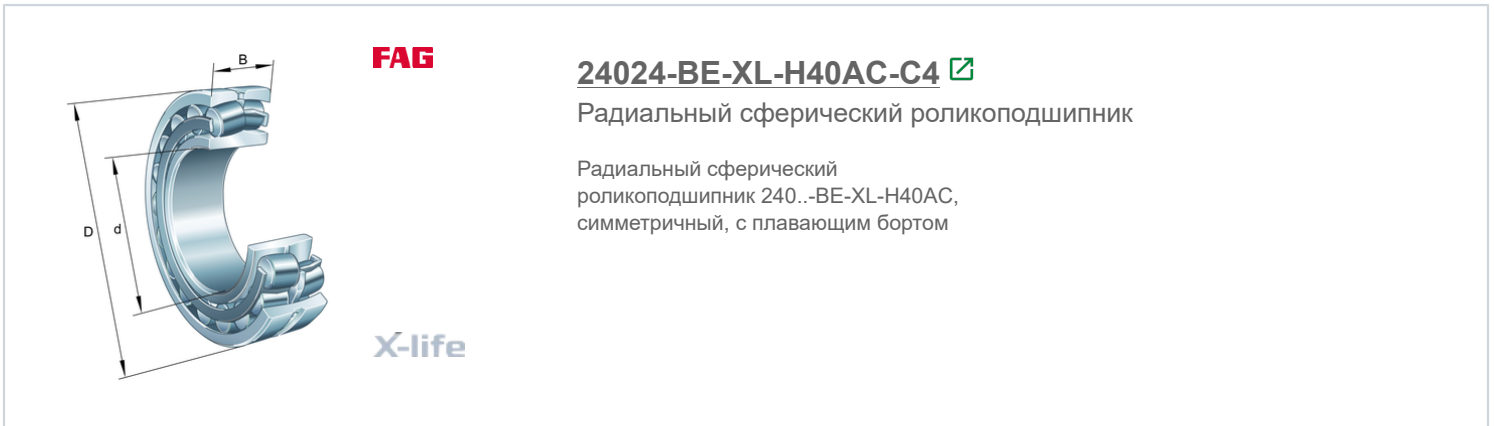 FAG
B
D
d
X-life
24024-BE-XL-H40AC-C4
Радиальный сферический роликоподшипник
Радиальный сферический
роликоподшипник 240..-BE-XL-H40AC,
симметричный, с плавающим бортом